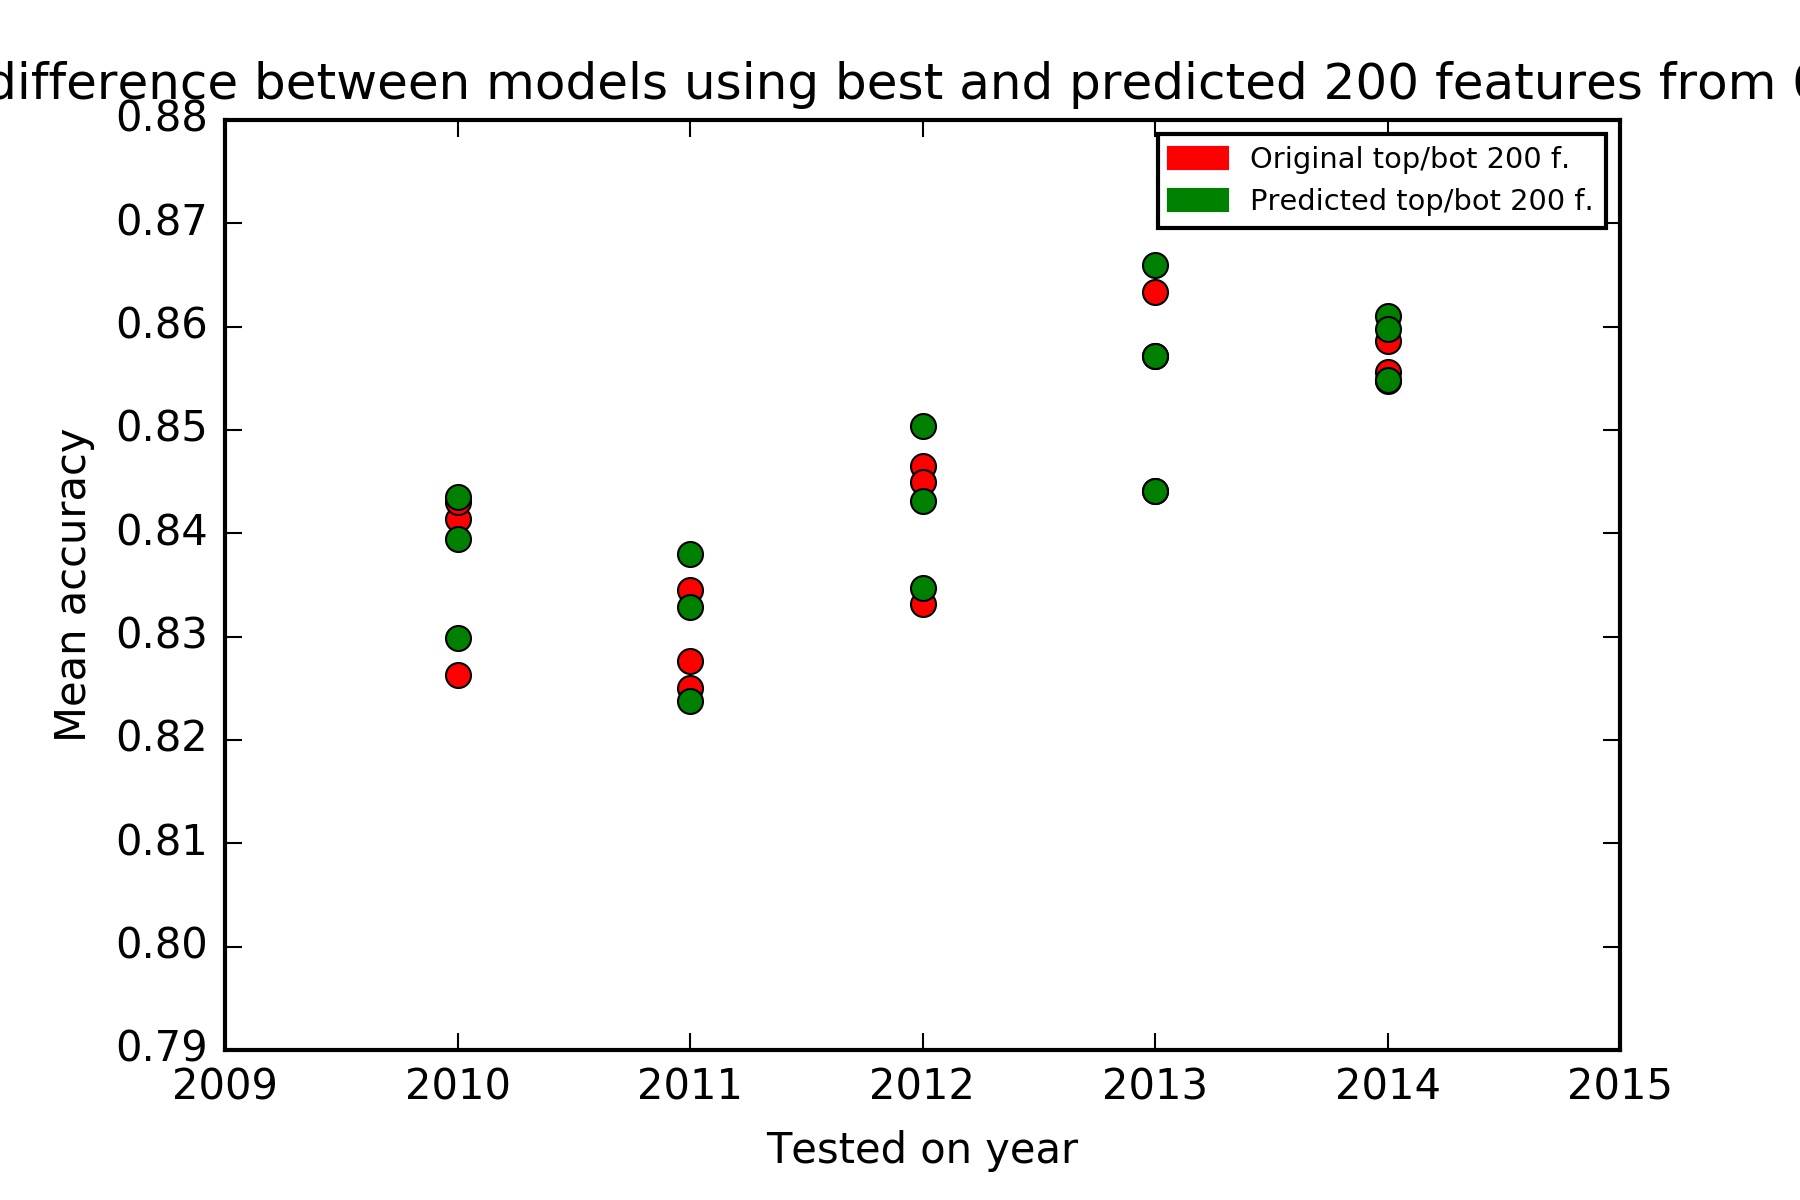 difference between models using best and predicted 200 features from
0.88
0.87
0.86
0.85
0.84
0.83
0.82
0.81
0.80
0.79
Mean accuracy
Original top/bot 200 f.
Predicted top/bot 200 f.
2009 2010 2011 2012 2013 2014 2015
Tested on year